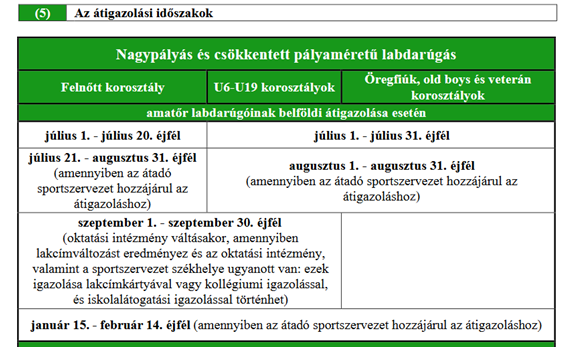 (5) Az átigazolási időszakok
Nagypályás és csökkentett pályaméretű labdarúgás
Felnőtt korosztály U6-U19 korosztályok Öregfiúk, old boys és veterán
korosztályok
amatőr labdarúgóinak belföldi átigazolása esetén
július 1. - július 20. éjfél július 1. - július 31. éjfél
július 21. - augusztus 31. éjfél
(amennyiben az átadó
sportszervezet hozzájárul az
átigazoláshoz)
augusztus 1. - augusztus 31. éjfél
(amennyiben az átadó sportszervezet hozzájárul az
átigazoláshoz)
szeptember 1. - szeptember 30. éjfél
(oktatási intézmény váltásakor, amennyiben
lakcímváltozást eredményez és az oktatási intézmény,
valamint a sportszervezet székhelye ugyanott van: ezek
igazolása lakcímkártyával vagy kollégiumi igazolással,
és iskolalátogatási igazolással történhet)
január 15. - február 14. éjfél (amennyiben az átadó sportszervezet hozzájárul az átigazoláshoz)